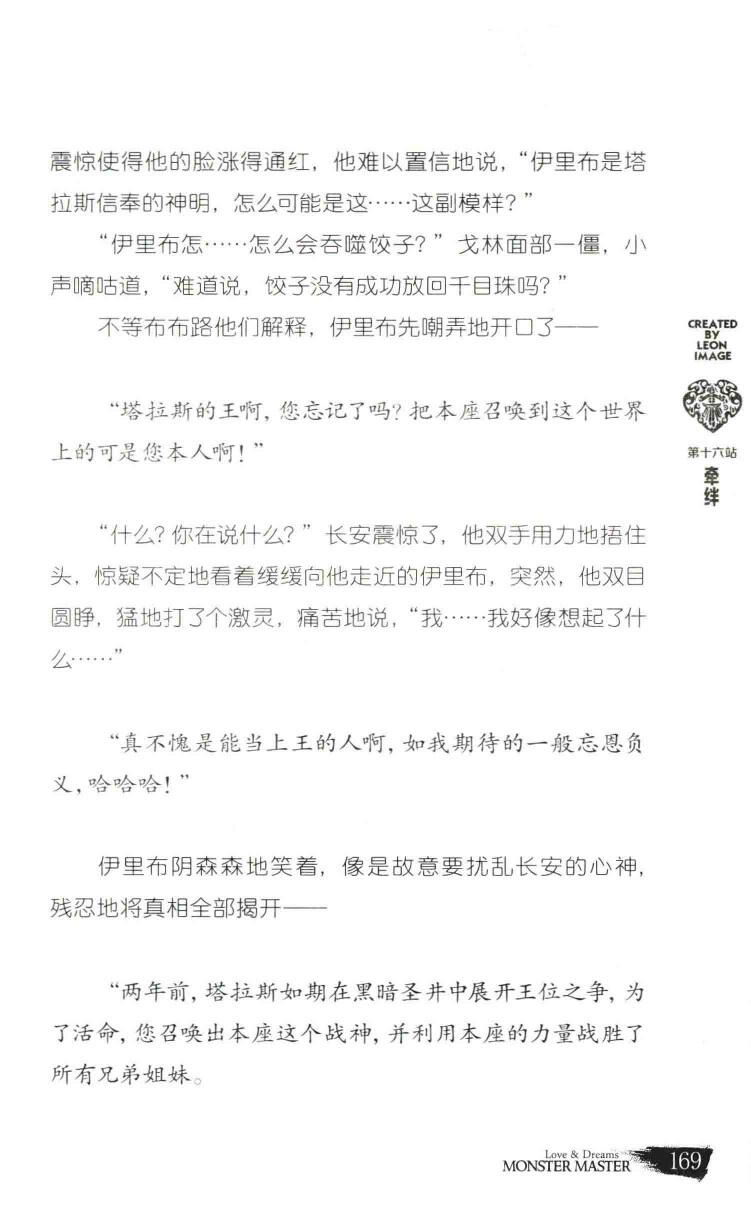 震惊使得他的脸涨得通红，他难以置信地说，“伊里布是塔
拉斯信奉的神明，怎么可能是这……这副模样？”
“伊里布怎……怎么会吞噬饺子？”戈林面部一僵，小
声嘀咕道，“难道说，饺子没有成功放回千目珠吗？”
不等布布路他们解释，伊里布先嘲弄地开口了——
“塔拉斯的王啊，您忘记了吗？把本座召唤到这个世界
上的可是您本人啊！”
“什么？你在说什么？”长安震惊了，他双手用力地捂住
头，惊疑不定地看着缓缓向他走近的伊里布，突然，他双目
圆睁，猛地打了个激灵，痛苦地说，“我……我好像想起了什
么……”
“真不愧是能当上王的人啊，如我期待的一般忘恩负
义，哈哈哈！”
伊里布阴森森地笑着，像是故意要扰乱长安的心神，
残忍地将真相全部揭开——
“两年前，塔拉斯如期在黑暗圣井中展开王位之争，为
了活命，您召唤出本座这个战神，并利用本座的力量战胜了
所有兄弟姐妹。
CREATED
BY
LEON
IMAGE
第十六站
牵绊
Love & Dreams
MONSTER MASTER
169